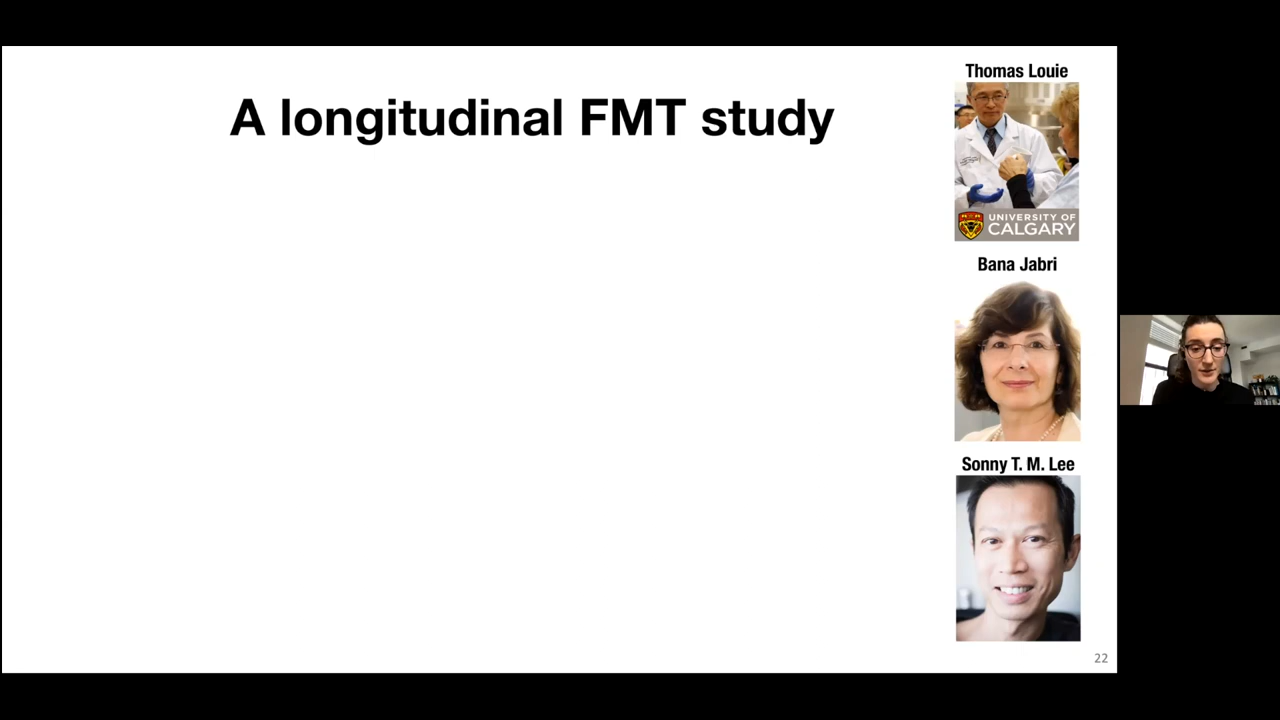 A longitudinal FMT study
Thomas Louie
UNIVERSITY OF
CALGARY
Bana Jabri
Sonny T. M. Lee
22